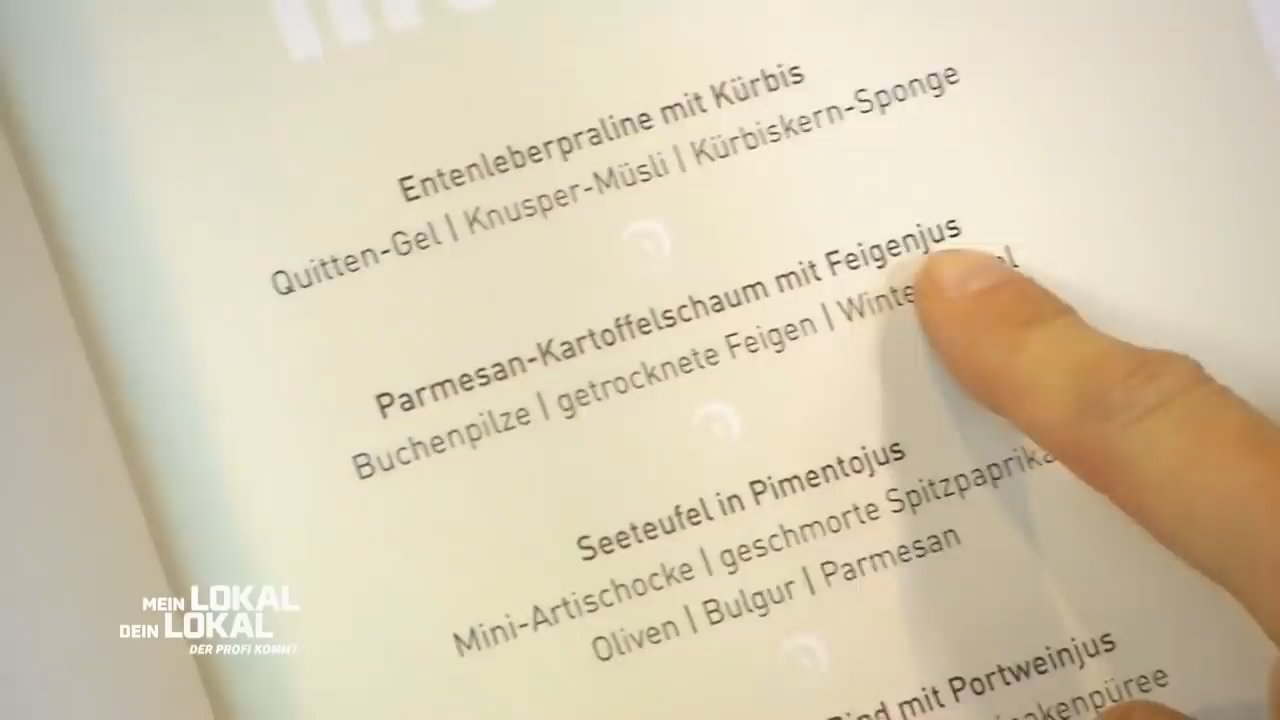 Entenleberpraline mit Kürbis
Quitten-Gel | Knusper-Müsli | Kürbiskern-Sponge
Parmesan-Kartoffelschaum mit Feigenjus
Buchenpilze | getrocknete Feigen |
Seeteufel in Pimentojus
Mini-Artischocke | geschmorte Spitzpaprika
Oliven | Bulgur | Parmesan
mit Portweinjus
MEIN LOKAL
DEIN LOKAL
DER PROFI KOMMT